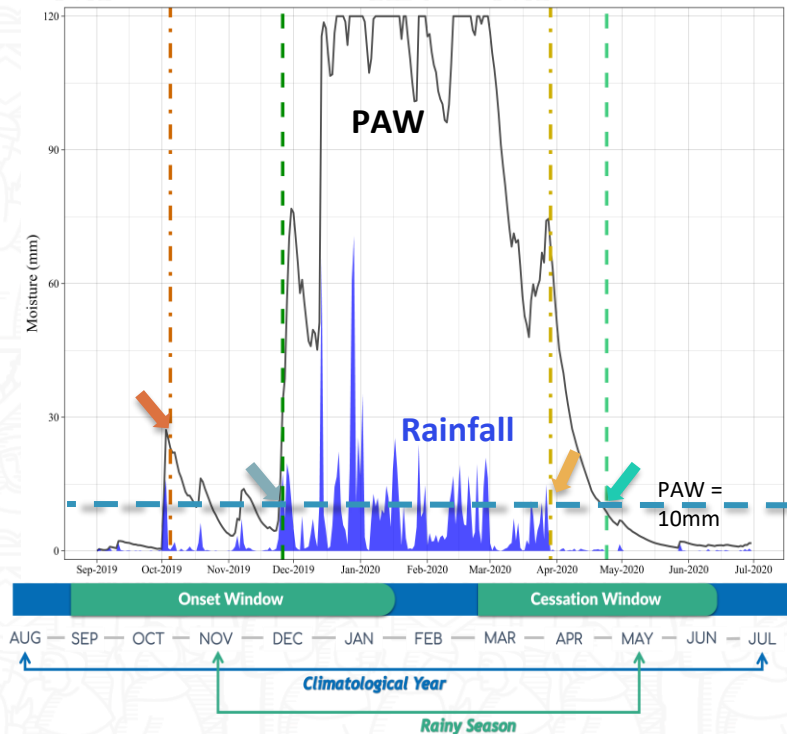 120
PAW
90
Moisture (mm)
60
30
Rainfall
PAW =
10mm
0
Sep-2019 Oct-2019 Nov-2019 Dec-2019 Jan-2020 Feb-2020 Mar-2020 Apr-2020 May-2020 Jun-2020 Jul-2020
Onset Window Cessation Window
AUG SEP OCT NOV DEC JAN FEB MAR APR MAY JUN JUL
Climatological Year
Rainy Season